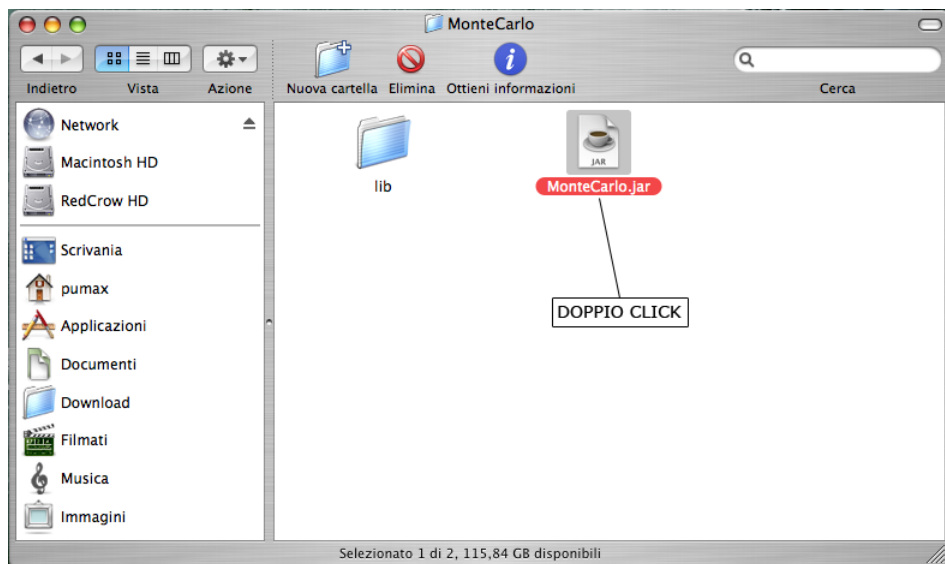 MonteCarlo
Indietro Vista Azione Nuova cartella Elimina Ottieni informazioni Cerca
Network
Macintosh HD
RedCrow HD
Scrivania
pumax
Applicazioni
Documenti
Download
Filmati
Musica
Immagini
lib
JAR
MonteCarlo.jar
DOPPIO CLICK
Selezionato 1 di 2, 115,84 GB disponibili